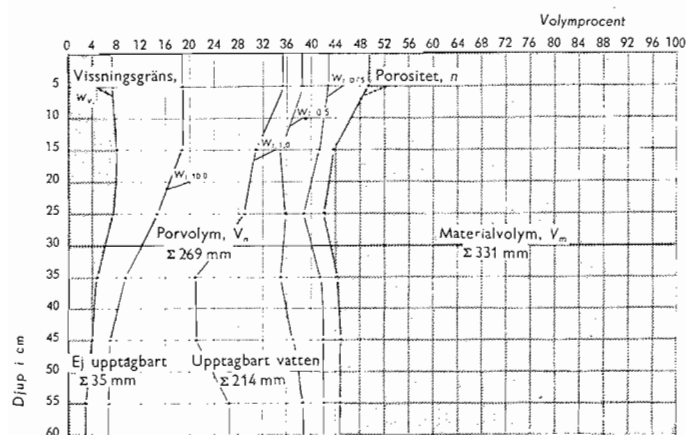 Volymprocent
0 4 8 12 16 20 24 28 32 36 40 44 48 52 56 60 64 68 72 76 80 84 88 92 96 100
Vissningsgräns,
Wv
Porositet, n
5
10
15
20
25
30
35
40
45
50
55
60
Djup i cm
Porvolym, Vn
Σ 269 mm
Materialvolym, Vm
Σ 331 mm
Ej upptagbart
Σ 35 mm
Upptagbart vatten
Σ 214 mm